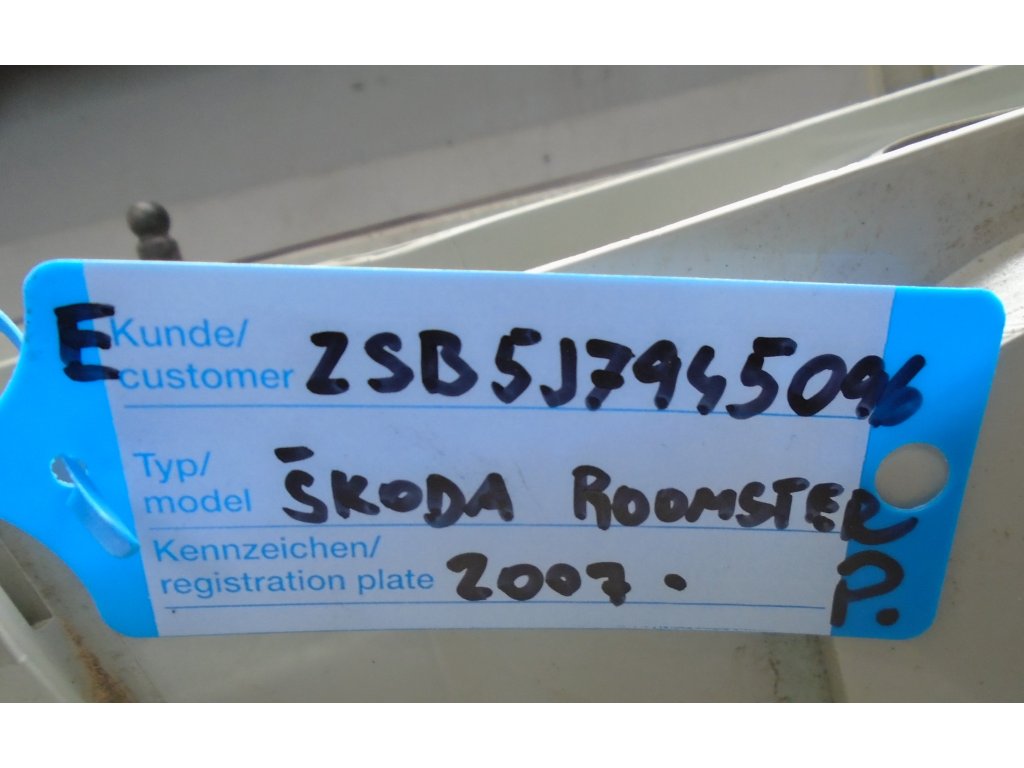 E Kunde/
customer ZSB5J7945096
Typ/
model ŠKODA ROOMSTER
Kennzeichen/
registration plate 2007. P.